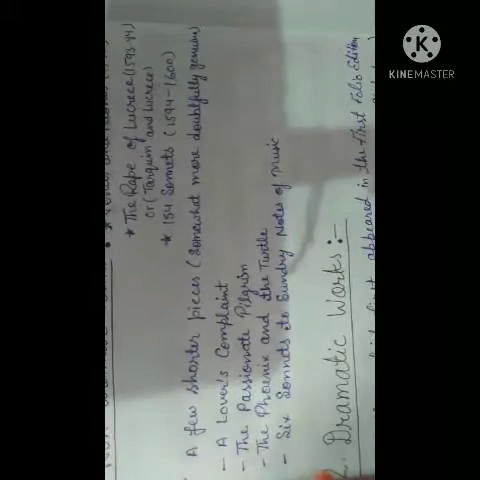 * The Rape of Lucrece (1593-94)
or (Tarquin and Lucrece)
* 154 Sonnets (1594-1600)
A few shorter pieces (somewhat more doubtfully genuine)
- A Lover's Complaint
- The Passionate Pilgrim
- The Phoenix and the Turtle
- Six Sonnets to Sundry Notes of Music
2. Dramatic Works:-
first appeared in the First Folio Edition
K
KINEMASTER